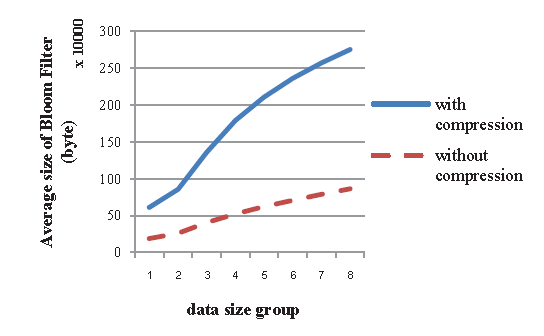 Average size of Bloom Filter
(byte)
x 10000
300
250
200
150
100
50
0
1 2 3 4 5 6 7 8
data size group
with
compression
without
compression